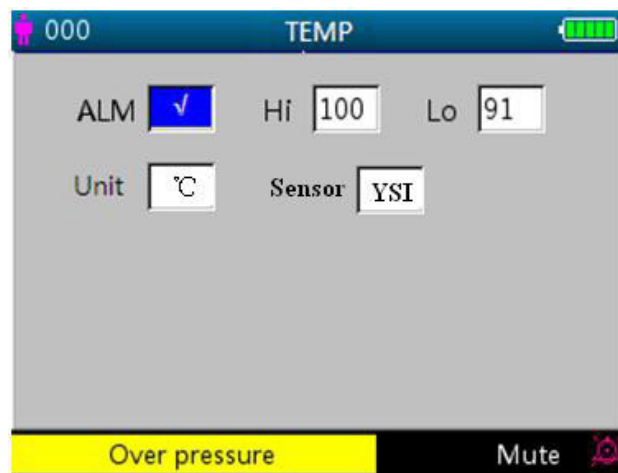 000 TEMP
ALM √ Hi 100 Lo 91
Unit ℃ Sensor YSI
Over pressure Mute